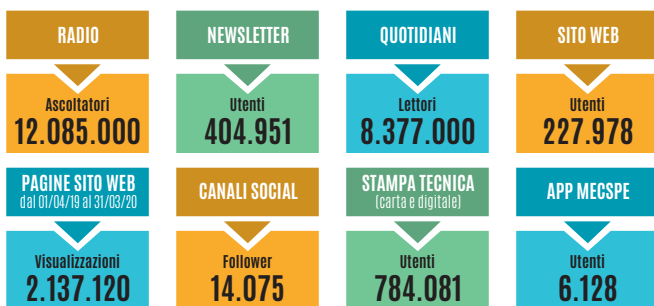 RADIO
Ascoltatori
12.085.000
NEWSLETTER
Utenti
404.951
QUOTIDIANI
Lettori
8.377.000
SITO WEB
Utenti
227.978
PAGINE SITO WEB
dal 01/04/19 al 31/03/20
Visualizzazioni
2.137.120
CANALI SOCIAL
Follower
14.075
STAMPA TECNICA
(carta e digitale)
Utenti
784.081
APP MECSPE
Utenti
6.128